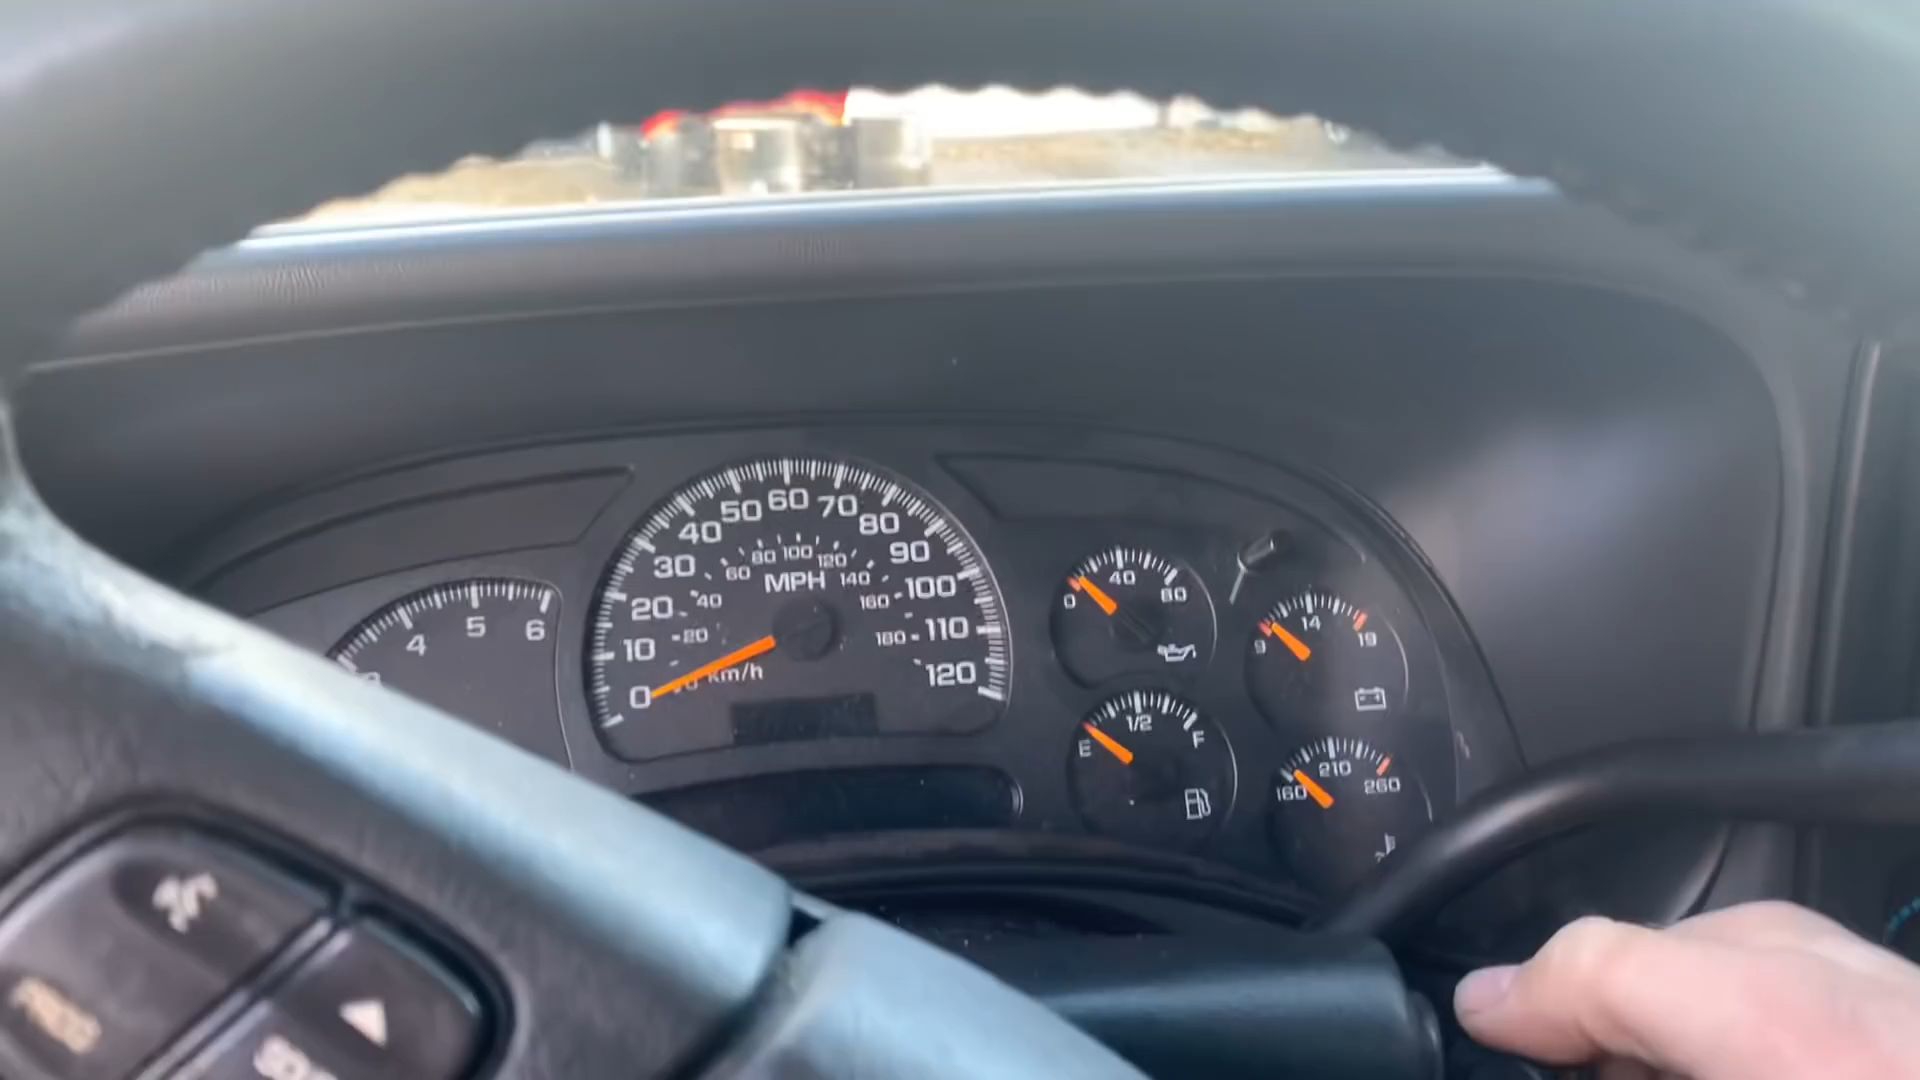 4 5 6
0 10 20 30 40 50 60 70 80 90 100 110 120
20 40 60 80 100 120 140 160 180
MPH
km/h
0 40 80
9 14 19
E 1/2 F
160 210 260